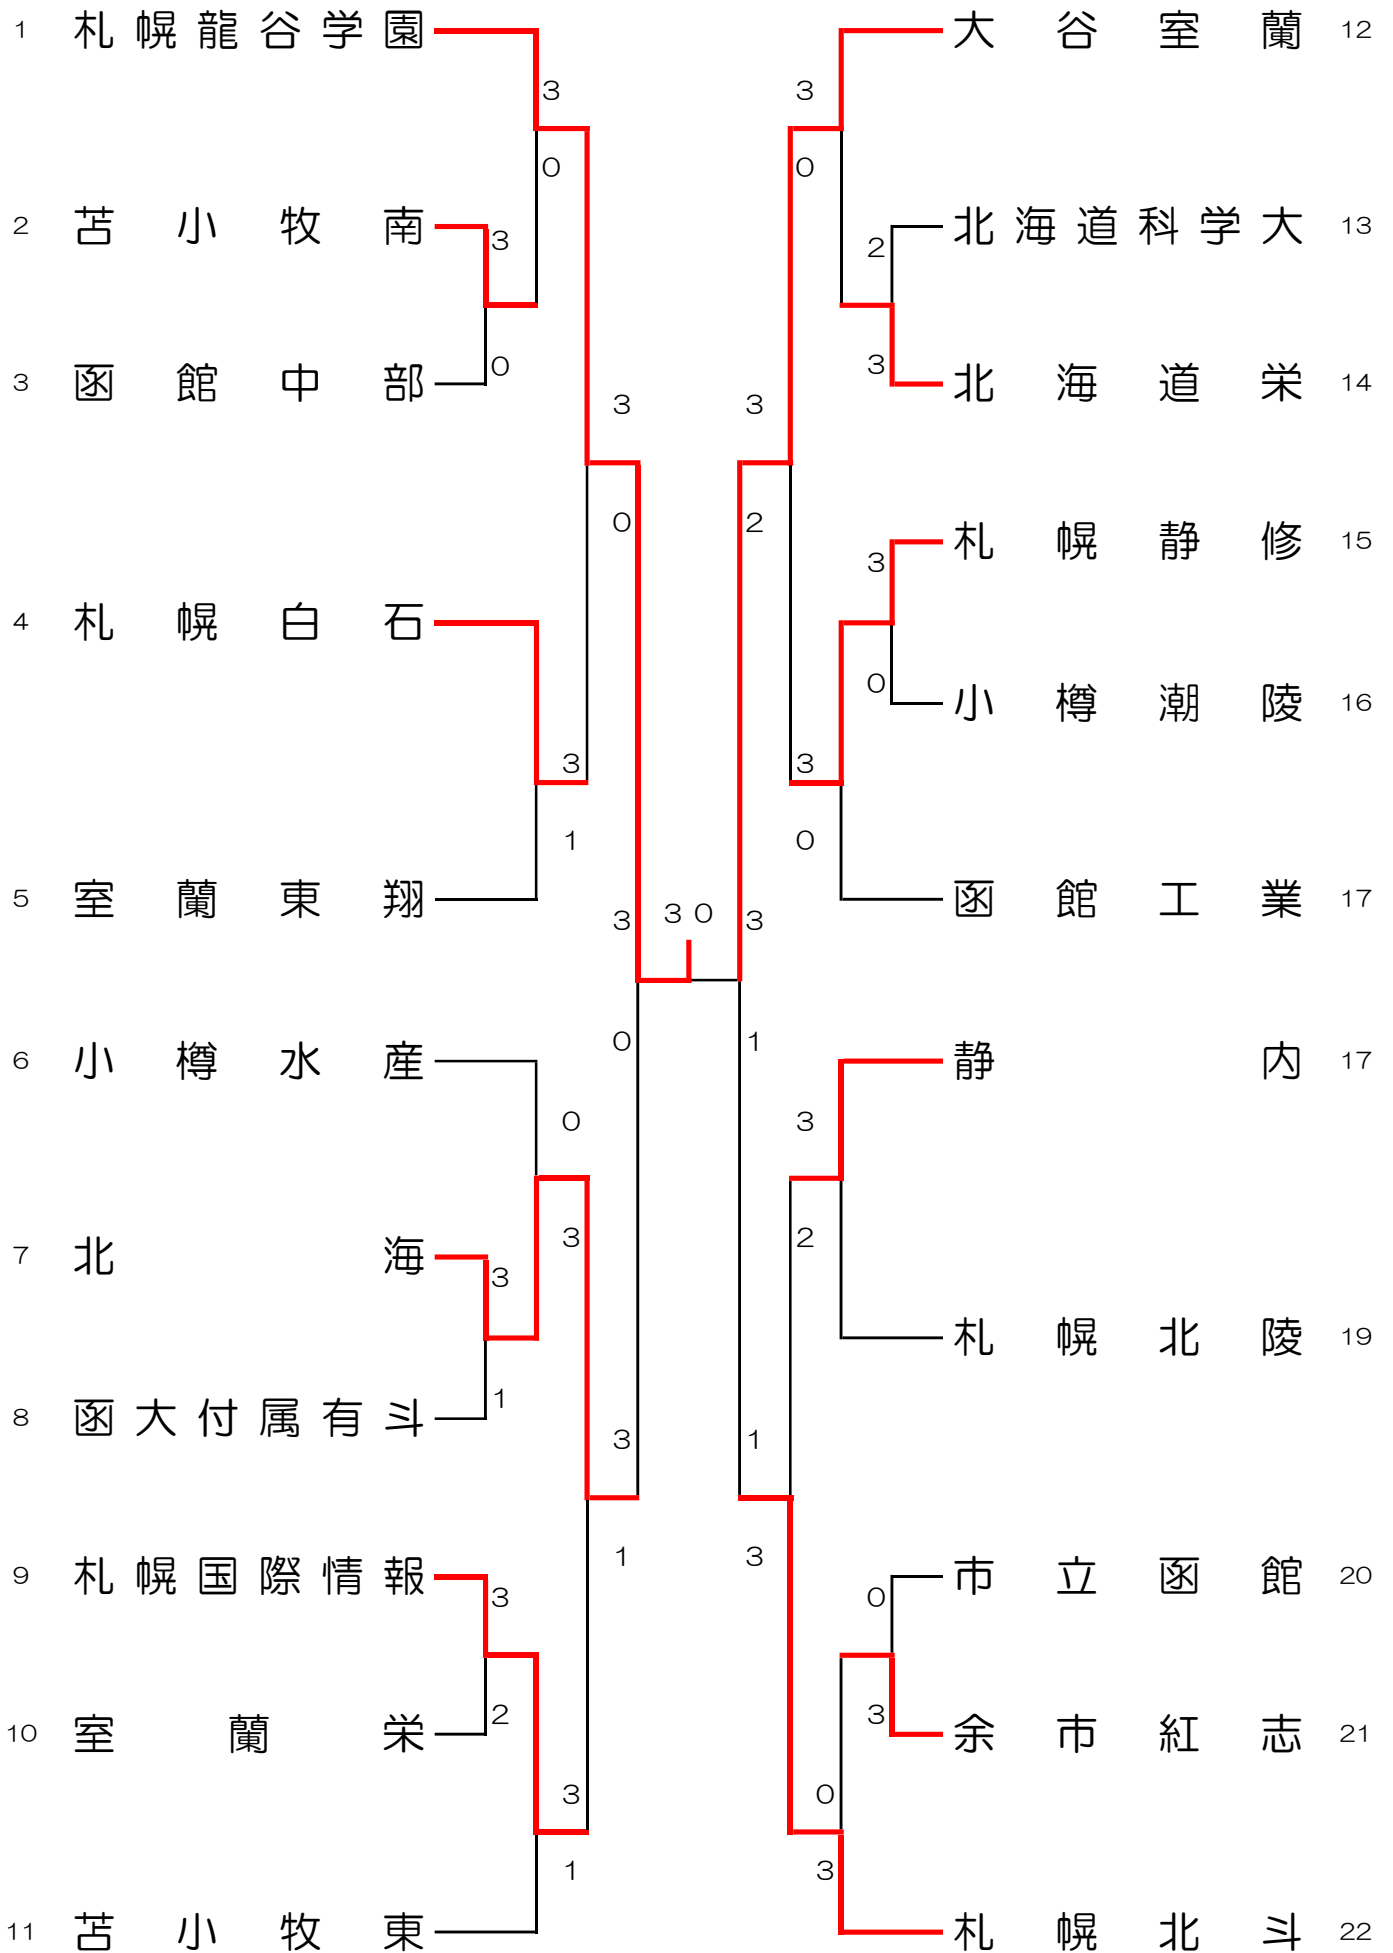 1 札幌龍谷学園
大谷室蘭 12
3
3
0
0
2 苫小牧南
北海道科学大 13
3
2
3 函館中部
0
3
北海道栄 14
3
3
0
2
札幌静修 15
3
4 札幌白石
0
小樽潮陵 16
3
3
1
0
5 室蘭東翔
函館工業 17
3
3 0
3
0
1
6 小樽水産
静内 17
0
3
3
2
7 北海
3
札幌北陵 19
8 函大付属有斗
1
3
1
1
3
9 札幌国際情報
3
0
市立函館 20
10 室蘭栄
2
3
余市紅志 21
3
0
1
3
11 苫小牧東
札幌北斗 22